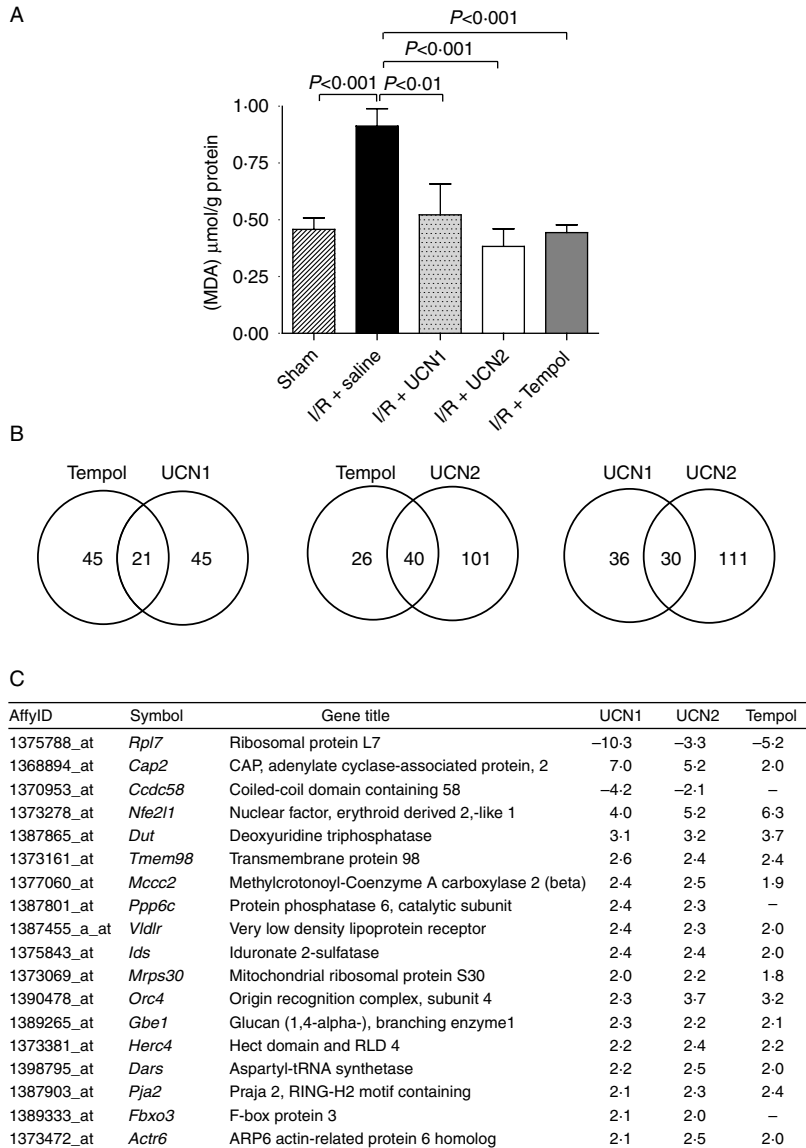 A
P<0·001
P<0·001
P<0·001 P<0·01
(MDA) μmol/g protein
1·00
0·75
0·50
0·25
0·00
Sham
I/R + saline
I/R + UCN1
I/R + UCN2
I/R + Tempol
B
Tempol UCN1
45 21 45
Tempol UCN2
26 40 101
UCN1 UCN2
36 30 111
C
AffyID Symbol Gene title UCN1 UCN2 Tempol
1375788_at Rpl7 Ribosomal protein L7 –10·3 –3·3 –5·2
1368894_at Cap2 CAP, adenylate cyclase-associated protein, 2 7·0 5·2 2·0
1370953_at Ccdc58 Coiled-coil domain containing 58 –4·2 –2·1 –
1373278_at Nfe2l1 Nuclear factor, erythroid derived 2,-like 1 4·0 5·2 6·3
1387865_at Dut Deoxyuridine triphosphatase 3·1 3·2 3·7
1373161_at Tmem98 Transmembrane protein 98 2·6 2·4 2·4
1377060_at Mccc2 Methylcrotonoyl-Coenzyme A carboxylase 2 (beta) 2·4 2·5 1·9
1387801_at Ppp6c Protein phosphatase 6, catalytic subunit 2·4 2·3 –
1387455_a_at Vldlr Very low density lipoprotein receptor 2·4 2·3 2·0
1375843_at Ids Iduronate 2-sulfatase 2·4 2·4 2·0
1373069_at Mrps30 Mitochondrial ribosomal protein S30 2·0 2·2 1·8
1390478_at Orc4 Origin recognition complex, subunit 4 2·3 3·7 3·2
1389265_at Gbe1 Glucan (1,4-alpha-), branching enzyme1 2·3 2·2 2·1
1373381_at Herc4 Hect domain and RLD 4 2·2 2·4 2·2
1398795_at Dars Aspartyl-tRNA synthetase 2·2 2·5 2·0
1387903_at Pja2 Praja 2, RING-H2 motif containing 2·1 2·3 2·4
1389333_at Fbxo3 F-box protein 3 2·1 2·0 –
1373472_at Actr6 ARP6 actin-related protein 6 homolog 2·1 2·5 2·0